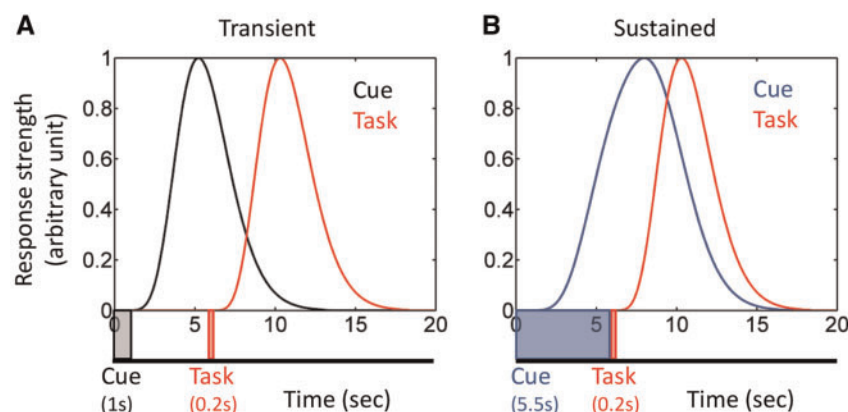 A
Transient
Response strength
(arbitrary unit)
1
0.8
0.6
0.4
0.2
0
Cue
Task
0
5
10
15
20
Cue
(1s)
Task
(0.2s)
Time (sec)
B
Sustained
1
0.8
0.6
0.4
0.2
0
Cue
Task
0
5
10
15
20
Cue
(5.5s)
Task
(0.2s)
Time (sec)